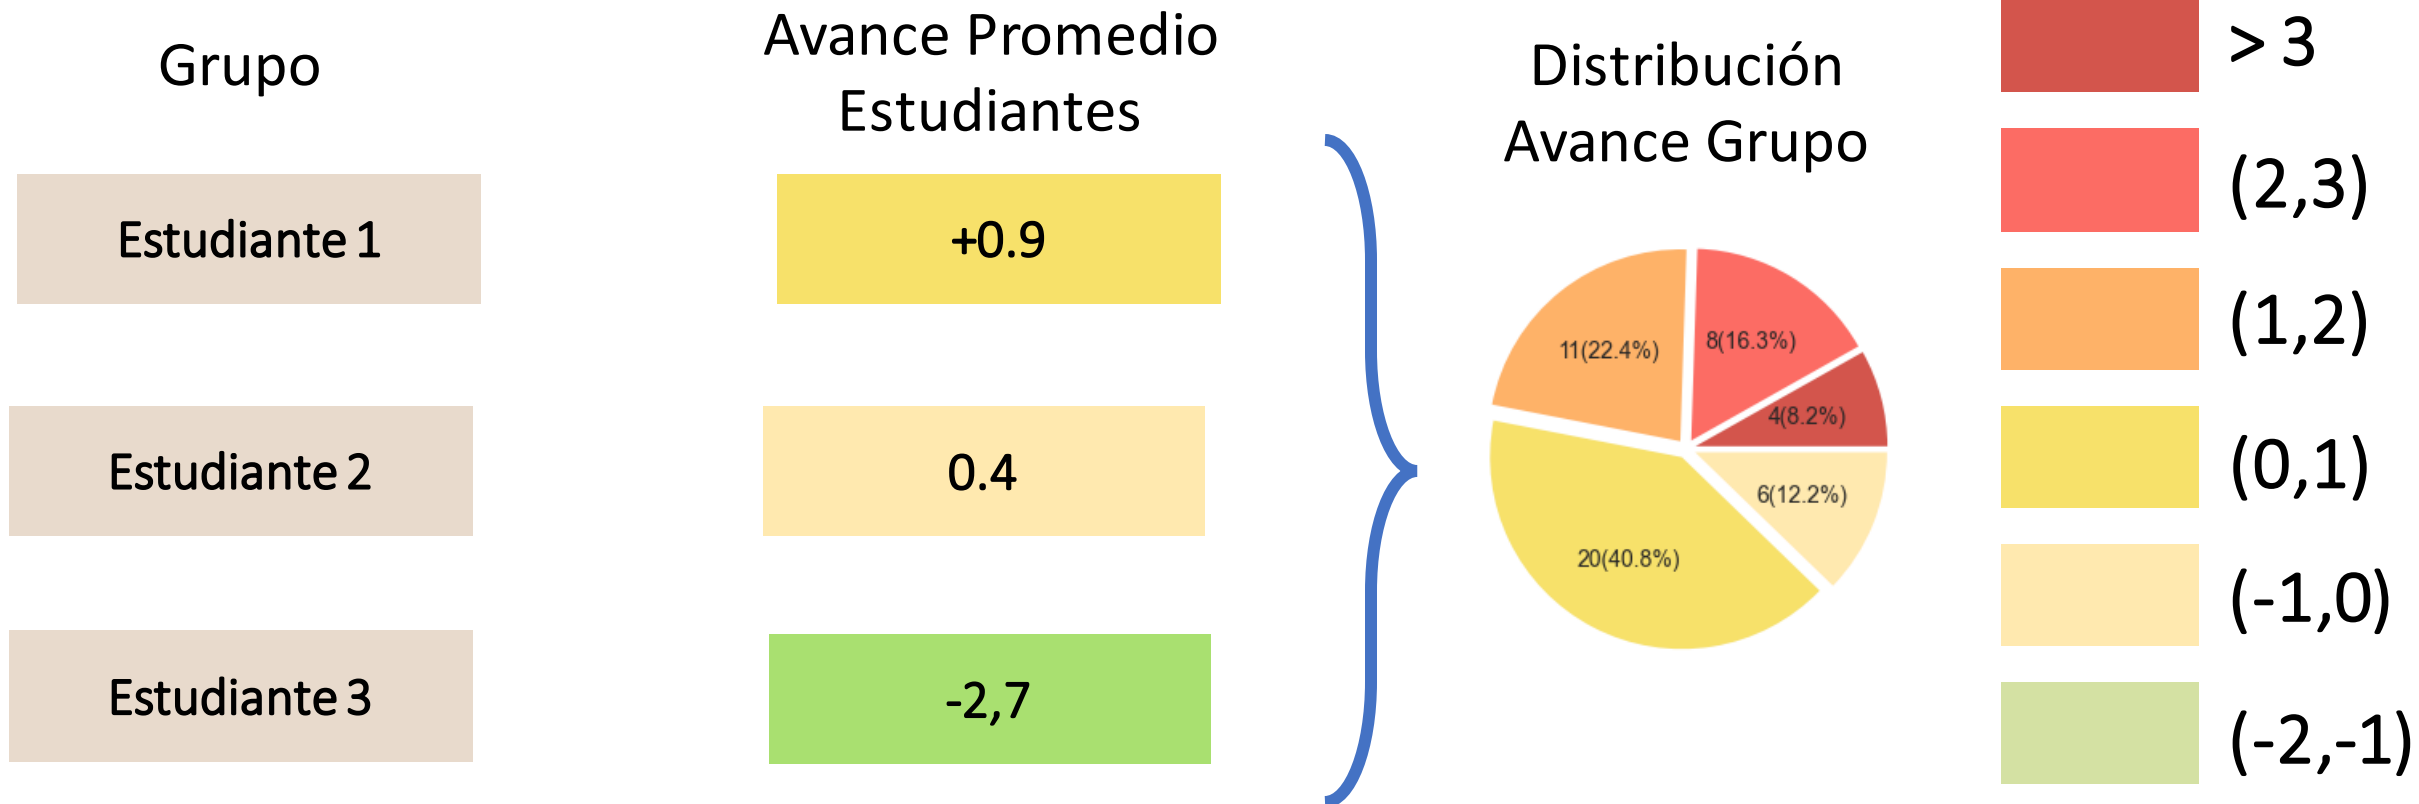 Grupo
Avance Promedio
Estudiantes
Distribución
Avance Grupo
Estudiante 1
+0.9
Estudiante 2
0.4
Estudiante 3
-2,7
11(22.4%)
8(16.3%)
4(8.2%)
6(12.2%)
20(40.8%)
> 3
(2,3)
(1,2)
(0,1)
(-1,0)
(-2,-1)